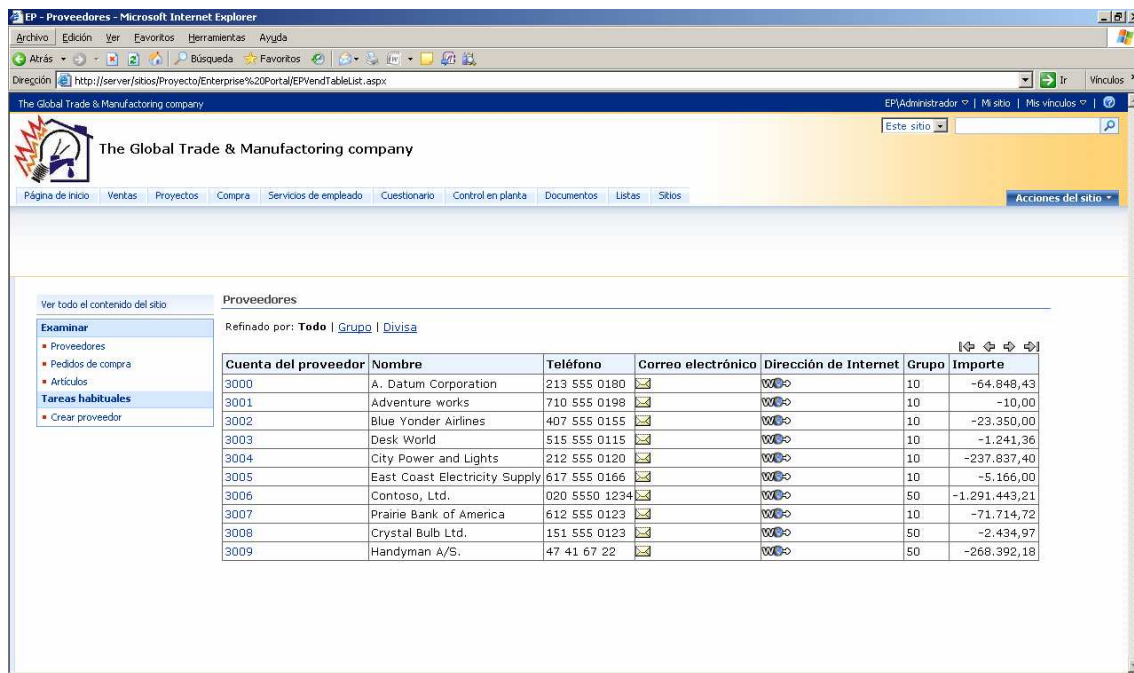 EP - Proveedores - Microsoft Internet Explorer
Archivo Edición Ver Favoritos Herramientas Ayuda
Atrás Búsqueda Favoritos
Dirección http://server/sitios/Proyecto/Enterprise%20Portal/EPVendTableList.aspx Ir Vínculos »
The Global Trade & Manufactoring company EP\Administrador | Mi sitio | Mis vínculos |
Este sitio
The Global Trade & Manufactoring company
Página de inicio Ventas Proyectos Compra Servicios de empleado Cuestionario Control en planta Documentos Listas Sitios Acciones del sitio
Ver todo el contenido del sitio
Examinar
Proveedores
Pedidos de compra
Artículos
Tareas habituales
Crear proveedor
Proveedores
Refinado por: Todo | Grupo | Divisa
Cuenta del proveedor Nombre Teléfono Correo electrónico Dirección de Internet Grupo Importe
3000 A. Datum Corporation 213 555 0180 10 -64.848,43
3001 Adventure works 710 555 0198 10 -10,00
3002 Blue Yonder Airlines 407 555 0155 10 -23.350,00
3003 Desk World 515 555 0115 10 -1.241,36
3004 City Power and Lights 212 555 0120 10 -237.837,40
3005 East Coast Electricity Supply 617 555 0166 10 -5.166,00
3006 Contoso, Ltd. 020 5550 1234 50 -1.291.443,21
3007 Prairie Bank of America 612 555 0123 10 -71.714,72
3008 Crystal Bulb Ltd. 151 555 0123 50 -2.434,97
3009 Handyman A/S. 47 41 67 22 50 -268.392,18